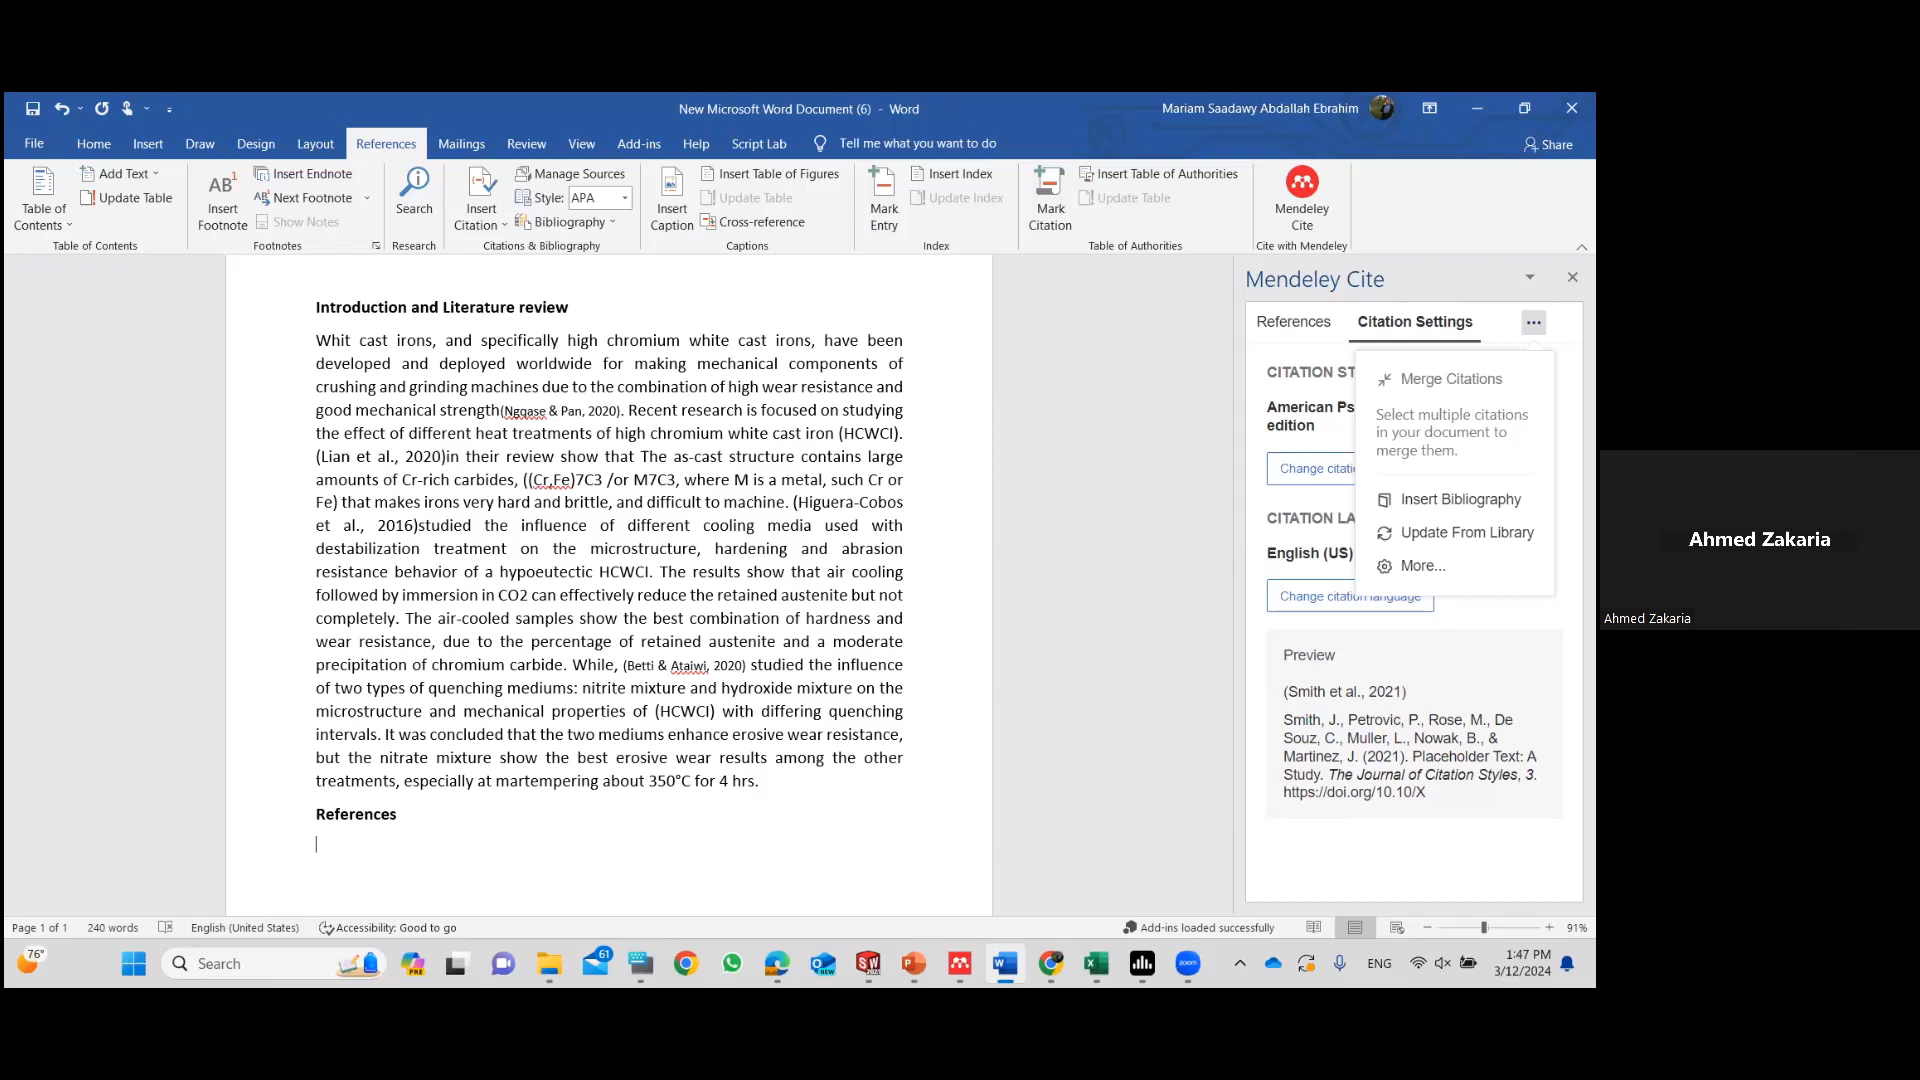 New Microsoft Word Document (6) - Word
Mariam Saadawy Abdallah Ebrahim
File Home Insert Draw Design Layout References Mailings Review View Add-ins Help Script Lab Tell me what you want to do Share
Table of Contents
Add Text
Update Table
Table of Contents
AB1 Insert Footnote
Insert Endnote
Next Footnote
Show Notes
Footnotes
Search
Research
Insert Citation
Manage Sources
Style: APA
Bibliography
Citations & Bibliography
Insert Caption
Insert Table of Figures
Update Table
Cross-reference
Captions
Mark Entry
Insert Index
Update Index
Index
Mark Citation
Insert Table of Authorities
Update Table
Table of Authorities
Mendeley Cite
Cite with Mendeley
Introduction and Literature review
Whit cast irons, and specifically high chromium white cast irons, have been
developed and deployed worldwide for making mechanical components of
crushing and grinding machines due to the combination of high wear resistance and
good mechanical strength(Ngqase & Pan, 2020). Recent research is focused on studying
the effect of different heat treatments of high chromium white cast iron (HCWCI).
(Lian et al., 2020)in their review show that The as-cast structure contains large
amounts of Cr-rich carbides, ((Cr,Fe)7C3 /or M7C3, where M is a metal, such Cr or
Fe) that makes irons very hard and brittle, and difficult to machine. (Higuera-Cobos
et al., 2016)studied the influence of different cooling media used with
destabilization treatment on the microstructure, hardening and abrasion
resistance behavior of a hypoeutectic HCWCI. The results show that air cooling
followed by immersion in CO2 can effectively reduce the retained austenite but not
completely. The air-cooled samples show the best combination of hardness and
wear resistance, due to the percentage of retained austenite and a moderate
precipitation of chromium carbide. While, (Betti & Ataiwi, 2020) studied the influence
of two types of quenching mediums: nitrite mixture and hydroxide mixture on the
microstructure and mechanical properties of (HCWCI) with differing quenching
intervals. It was concluded that the two mediums enhance erosive wear resistance,
but the nitrate mixture show the best erosive wear results among the other
treatments, especially at martempering about 350°C for 4 hrs.
References
Mendeley Cite
References Citation Settings ...
CITATION ST
American Ps
edition
Change citati
CITATION LA
English (US)
Change citation language
Merge Citations
Select multiple citations
in your document to
merge them.
Insert Bibliography
Update From Library
More...
Preview
(Smith et al., 2021)
Smith, J., Petrovic, P., Rose, M., De
Souz, C., Muller, L., Nowak, B., &
Martinez, J. (2021). Placeholder Text: A
Study. The Journal of Citation Styles, 3.
https://doi.org/10.10/X
Page 1 of 1 240 words English (United States) Accessibility: Good to go Add-ins loaded successfully 91%
76° Search PRE 61 NEW SW zoom ENG
1:47 PM
3/12/2024
Ahmed Zakaria
Ahmed Zakaria